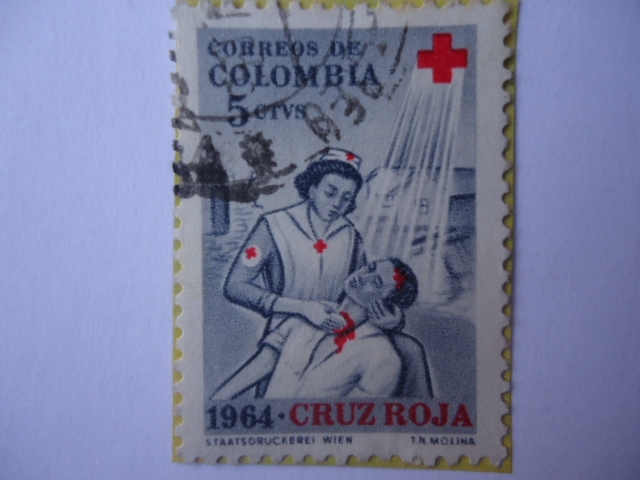 CORREOS DE
COLOMBIA
5 CTVS
1964 · CRUZ ROJA
STAATSDRUCKEREI WIEN T.N. MOLINA